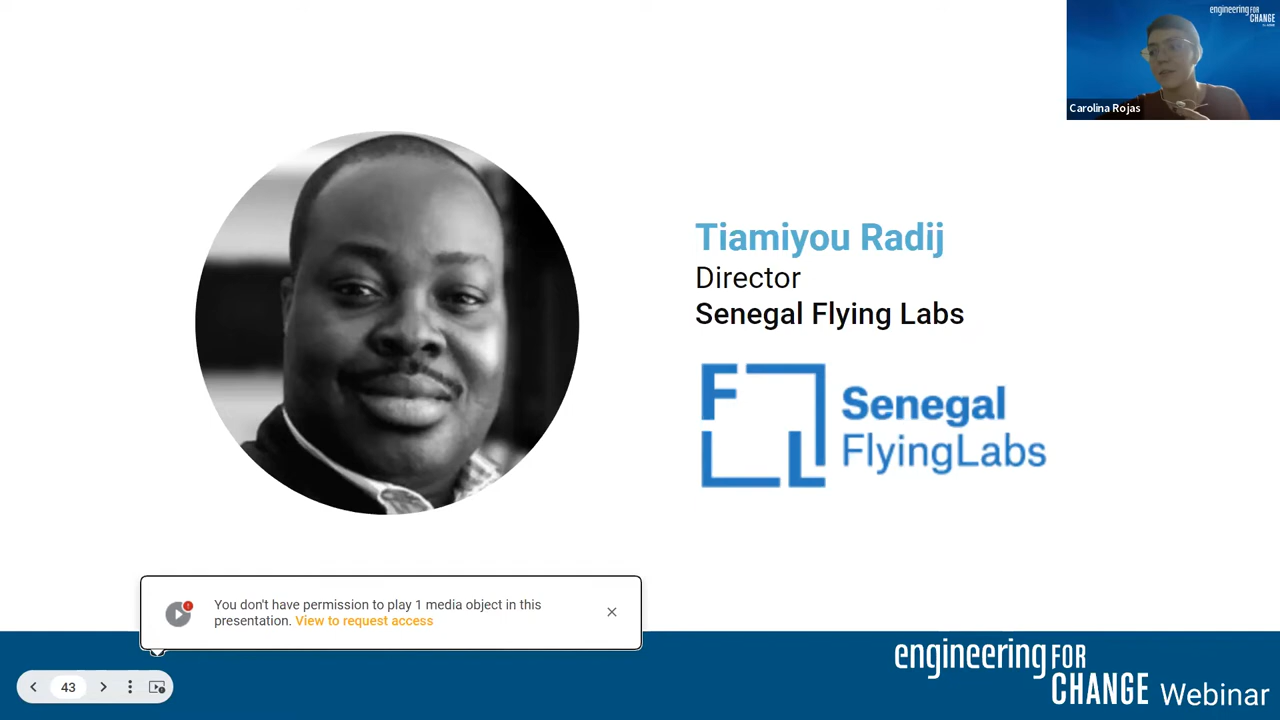 engineering FOR
CHANGE
Carolina Rojas
Tiamiyou Radij
Director
Senegal Flying Labs
F
L L
Senegal
FlyingLabs
You don't have permission to play 1 media object in this
presentation. View to request access
43
engineering FOR
CHANGE Webinar